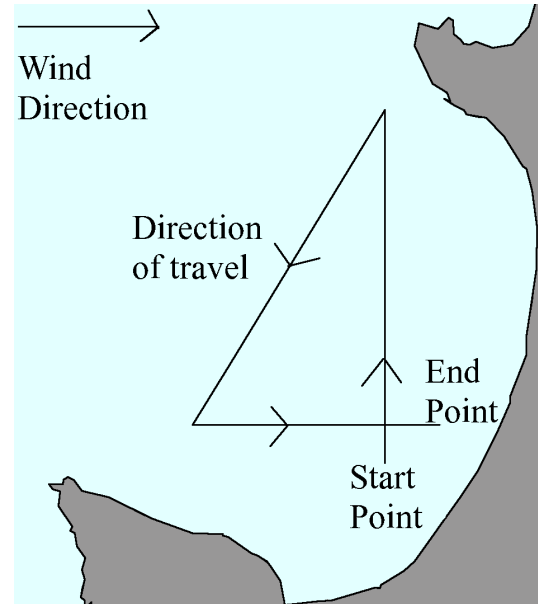 Wind
Direction
Direction
of travel
End
Point
Start
Point